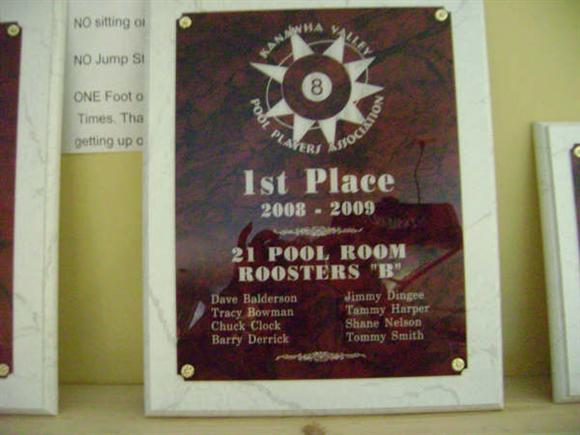 NO sitting o
NO Jump S
ONE Foot o
Times. Tha
getting up o
KANAWHA VALLEY
8
POOL PLAYERS ASSOCIATION
1st Place
2008 - 2009
21 POOL ROOM
ROOSTERS "B"
Dave Balderson
Tracy Bowman
Chuck Clock
Barry Derrick
Jimmy Dingee
Tammy Harper
Shane Nelson
Tommy Smith